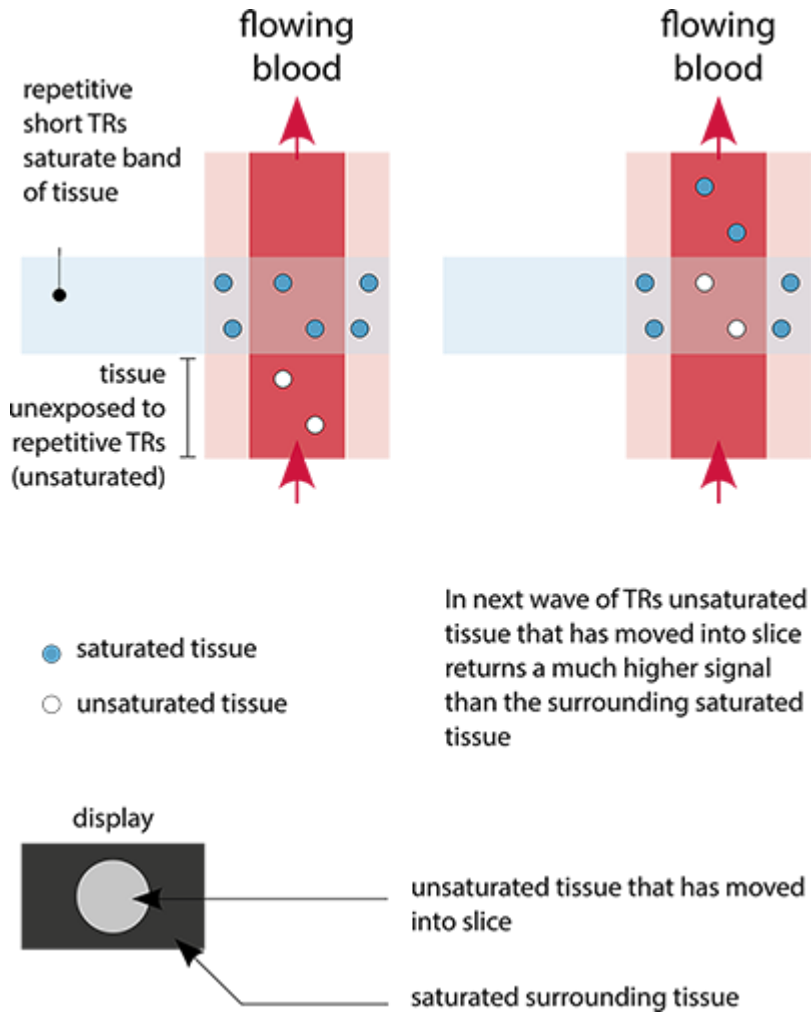 flowing
blood
repetitive
short TRs
saturate band
of tissue
tissue
unexposed to
repetitive TRs
(unsaturated)
flowing
blood
saturated tissue
unsaturated tissue
In next wave of TRs unsaturated
tissue that has moved into slice
returns a much higher signal
than the surrounding saturated
tissue
display
unsaturated tissue that has moved
into slice
saturated surrounding tissue